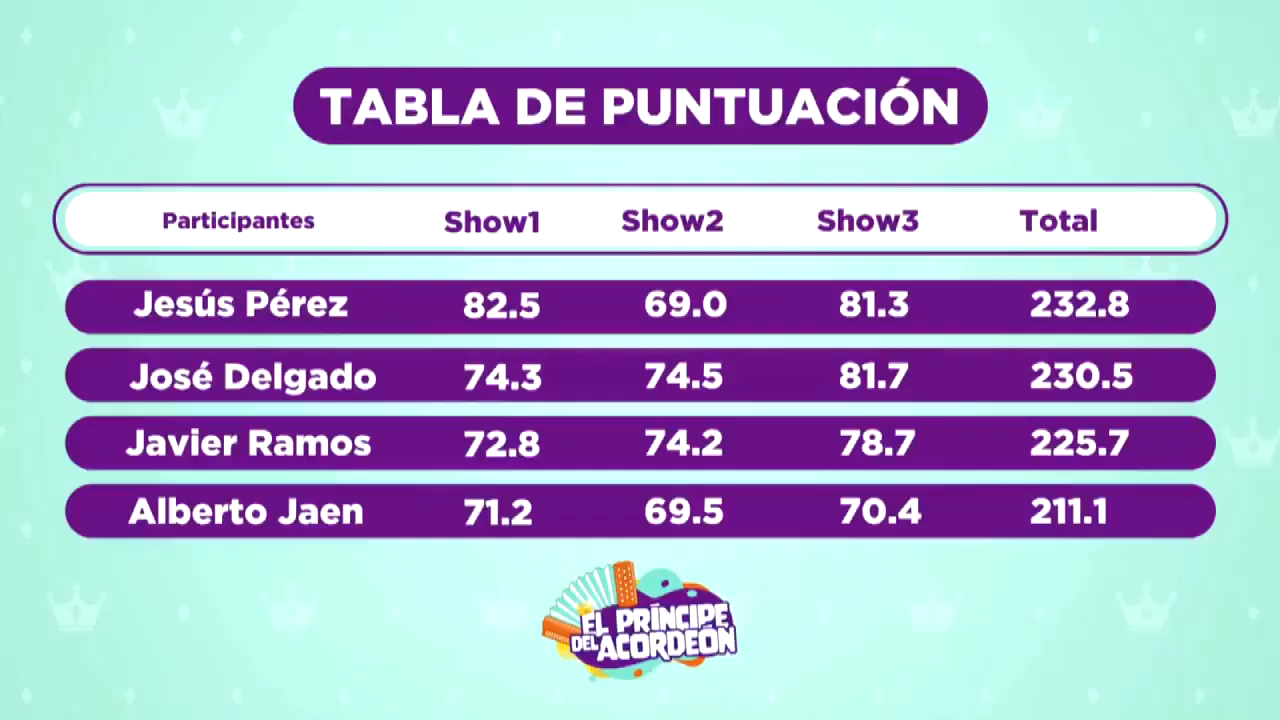 TABLA DE PUNTUACIÓN
Participantes Show1 Show2 Show3 Total
Jesús Pérez 82.5 69.0 81.3 232.8
José Delgado 74.3 74.5 81.7 230.5
Javier Ramos 72.8 74.2 78.7 225.7
Alberto Jaen 71.2 69.5 70.4 211.1
EL PRÍNCIPE
DEL ACORDEÓN